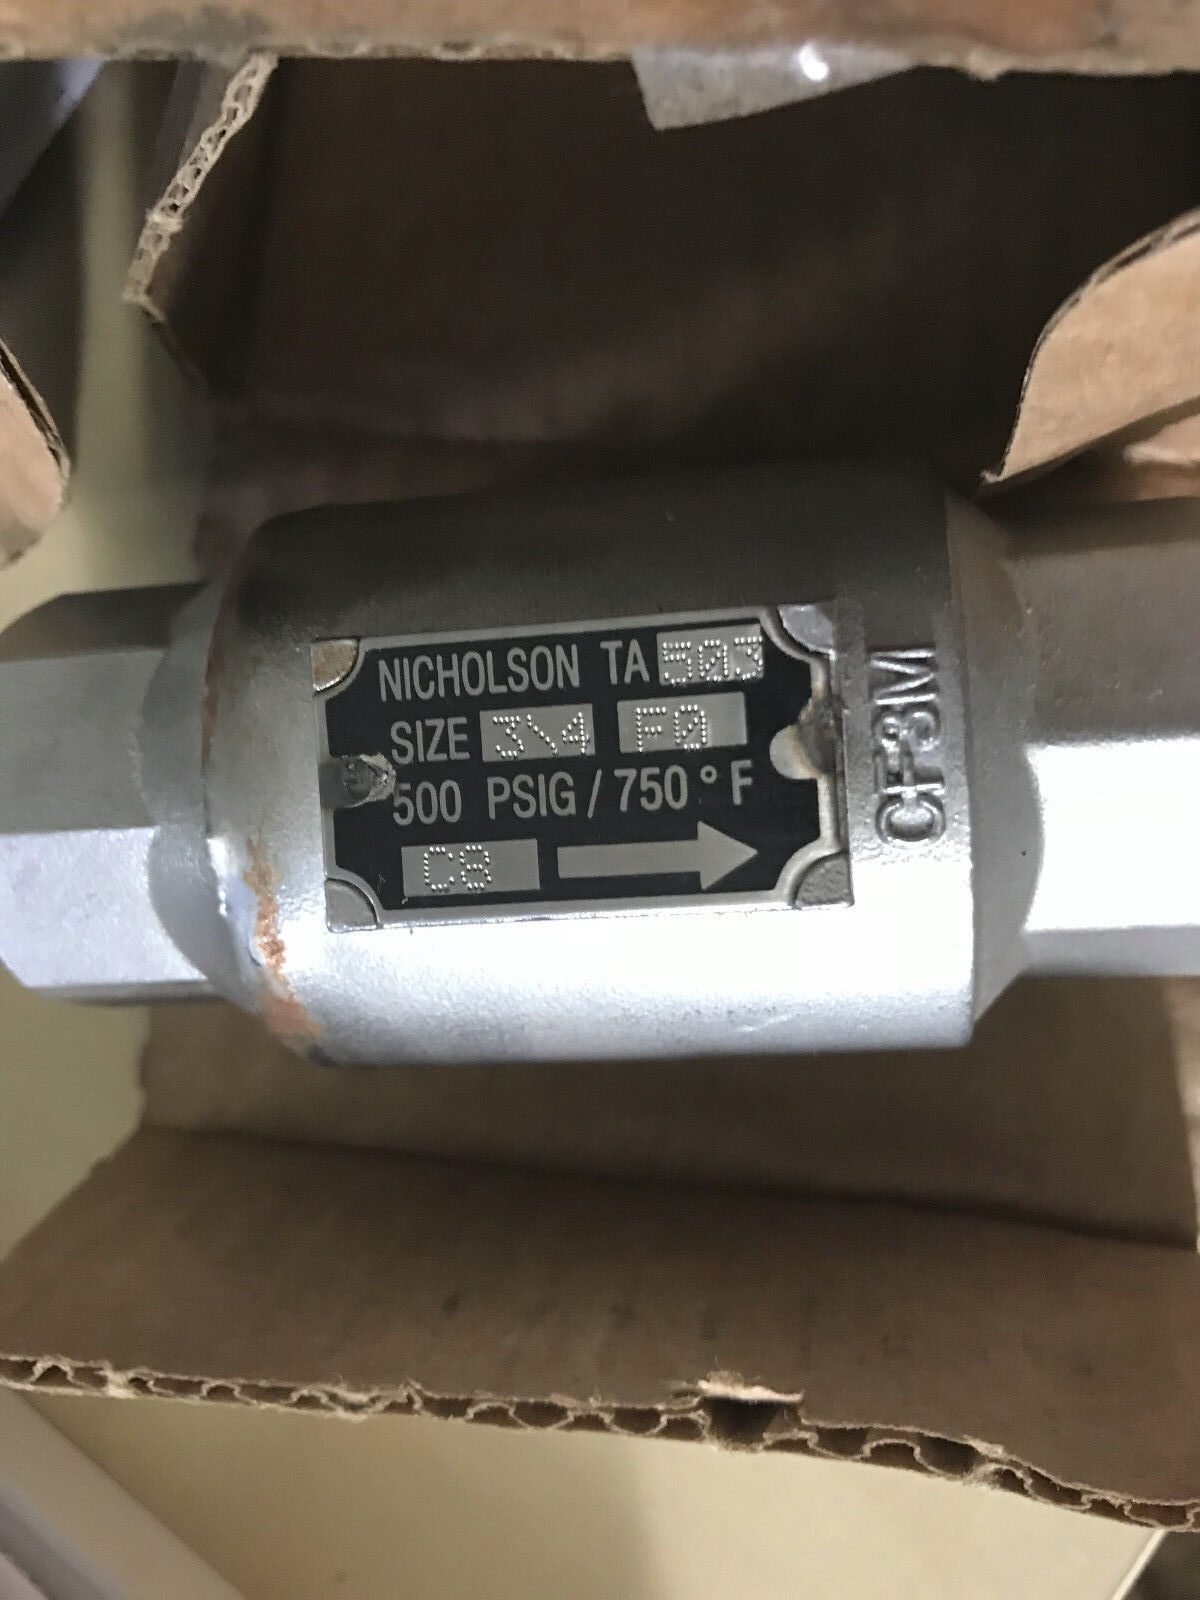 NICHOLSON TA 503
SIZE 3\4 F0
500 PSIG / 750° F
C8
CF3M